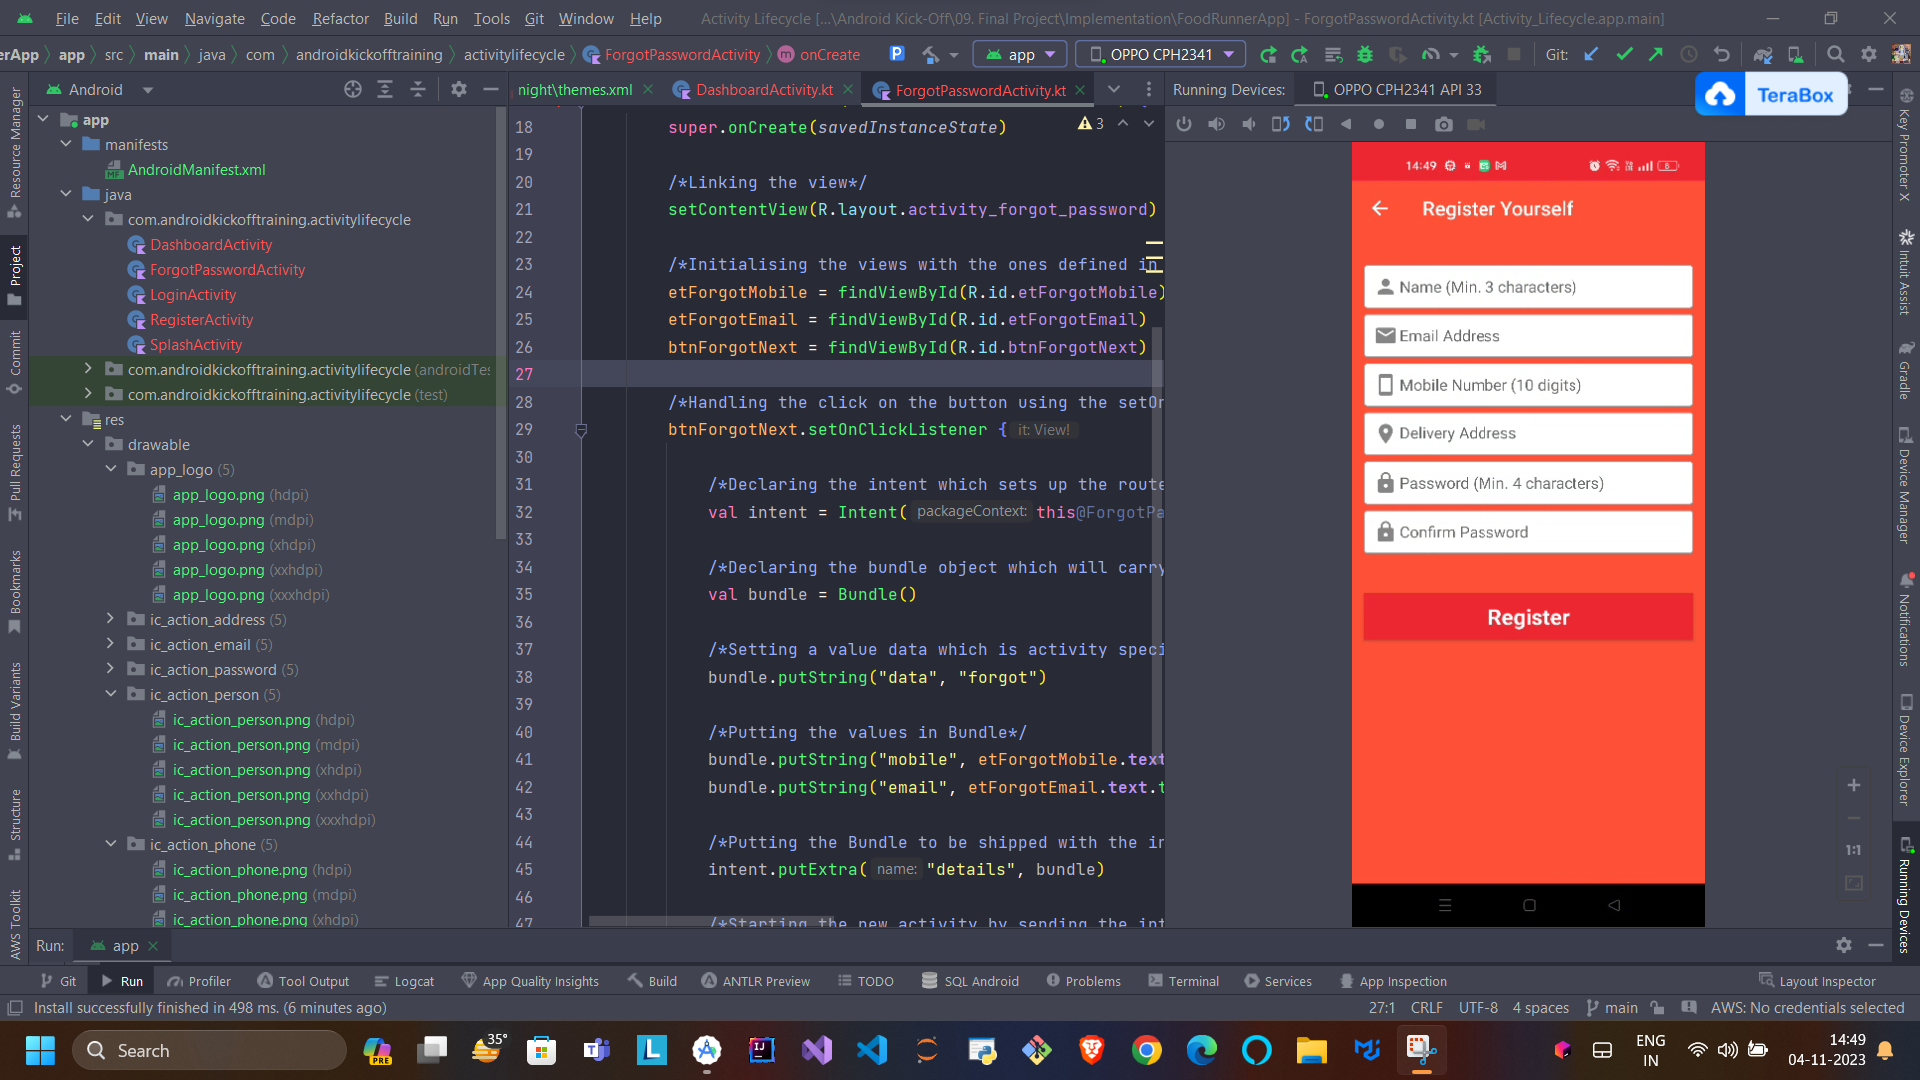 File Edit View Navigate Code Refactor Build Run Tools Git Window Help Activity Lifecycle [...\Android Kick-Off\09. Final Project\Implementation\FoodRunnerApp] - ForgotPasswordActivity.kt [Activity_Lifecycle.app.main]
nerApp app src main java com androidkickofftraining activitylifecycle ForgotPasswordActivity onCreate app OPPO CPH2341 Git:
Android
night\themes.xml DashboardActivity.kt ForgotPasswordActivity.kt
Running Devices: OPPO CPH2341 API 33
TeraBox
Resource Manager
Project
Commit
Pull Requests
Bookmarks
Build Variants
Structure
AWS Toolkit
app
manifests
AndroidManifest.xml
java
com.androidkickofftraining.activitylifecycle
DashboardActivity
ForgotPasswordActivity
LoginActivity
RegisterActivity
SplashActivity
com.androidkickofftraining.activitylifecycle (androidTes
com.androidkickofftraining.activitylifecycle (test)
res
drawable
app_logo (5)
app_logo.png (hdpi)
app_logo.png (mdpi)
app_logo.png (xhdpi)
app_logo.png (xxhdpi)
app_logo.png (xxxhdpi)
ic_action_address (5)
ic_action_email (5)
ic_action_password (5)
ic_action_person (5)
ic_action_person.png (hdpi)
ic_action_person.png (mdpi)
ic_action_person.png (xhdpi)
ic_action_person.png (xxhdpi)
ic_action_person.png (xxxhdpi)
ic_action_phone (5)
ic_action_phone.png (hdpi)
ic_action_phone.png (mdpi)
ic_action_phone.png (xhdpi)
3
18 super.onCreate(savedInstanceState)
19
20 /*Linking the view*/
21 setContentView(R.layout.activity_forgot_password)
22
23 /*Initialising the views with the ones defined in
24 etForgotMobile = findViewById(R.id.etForgotMobile)
25 etForgotEmail = findViewById(R.id.etForgotEmail)
26 btnForgotNext = findViewById(R.id.btnForgotNext)
27
28 /*Handling the click on the button using the setOn
29 btnForgotNext.setOnClickListener { it: View!
30
31 /*Declaring the intent which sets up the route
32 val intent = Intent( packageContext: this@ForgotPa
33
34 /*Declaring the bundle object which will carry
35 val bundle = Bundle()
36
37 /*Setting a value data which is activity speci
38 bundle.putString("data", "forgot")
39
40 /*Putting the values in Bundle*/
41 bundle.putString("mobile", etForgotMobile.text
42 bundle.putString("email", etForgotEmail.text.t
43
44 /*Putting the Bundle to be shipped with the in
45 intent.putExtra( name: "details", bundle)
46
47 /*Starting the new activity by sending the int
14:49
Register Yourself
Name (Min. 3 characters)
Email Address
Mobile Number (10 digits)
Delivery Address
Password (Min. 4 characters)
Confirm Password
Register
1:1
Key Promoter X
Intuit Assist
Gradle
Device Manager
Notifications
Device Explorer
Running Devices
Run: app
Git Run Profiler Tool Output Logcat App Quality Insights Build ANTLR Preview TODO SQL Android Problems Terminal Services App Inspection Layout Inspector
Install successfully finished in 498 ms. (6 minutes ago) 27:1 CRLF UTF-8 4 spaces main AWS: No credentials selected
Search
PRE
35°
ENG
IN
14:49
04-11-2023